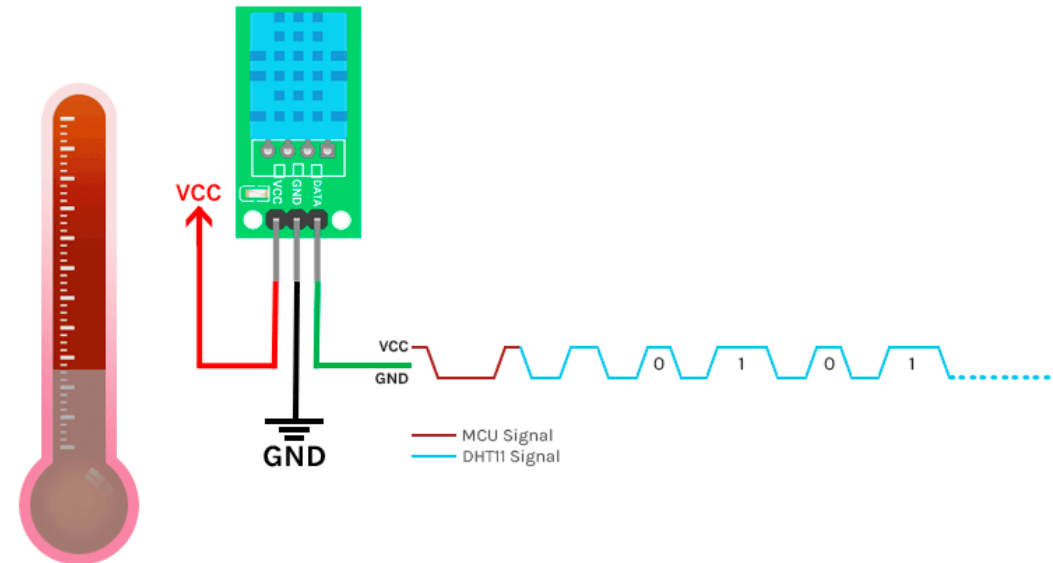 VCC
VCC
GND
DATA
GND
VCC
GND
0 1 0 1
MCU Signal
DHT11 Signal